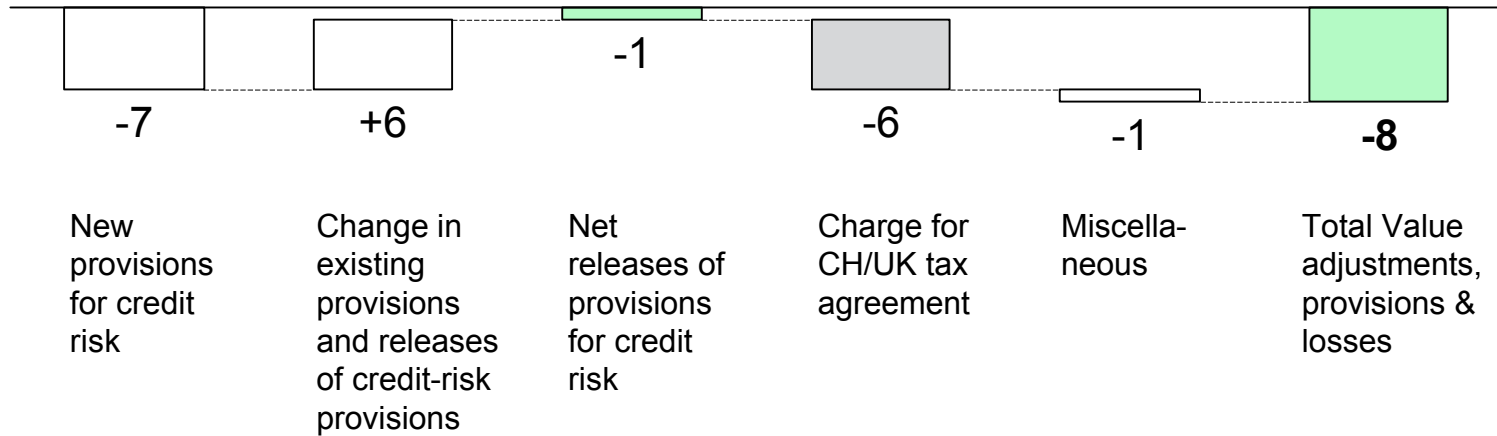 -7
+6
-1
-6
-1
-8
New
provisions
for credit
risk
Change in
existing
provisions
and releases
of credit-risk
provisions
Net
releases of
provisions
for credit
risk
Charge for
CH/UK tax
agreement
Miscella-
neous
Total Value
adjustments,
provisions &
losses